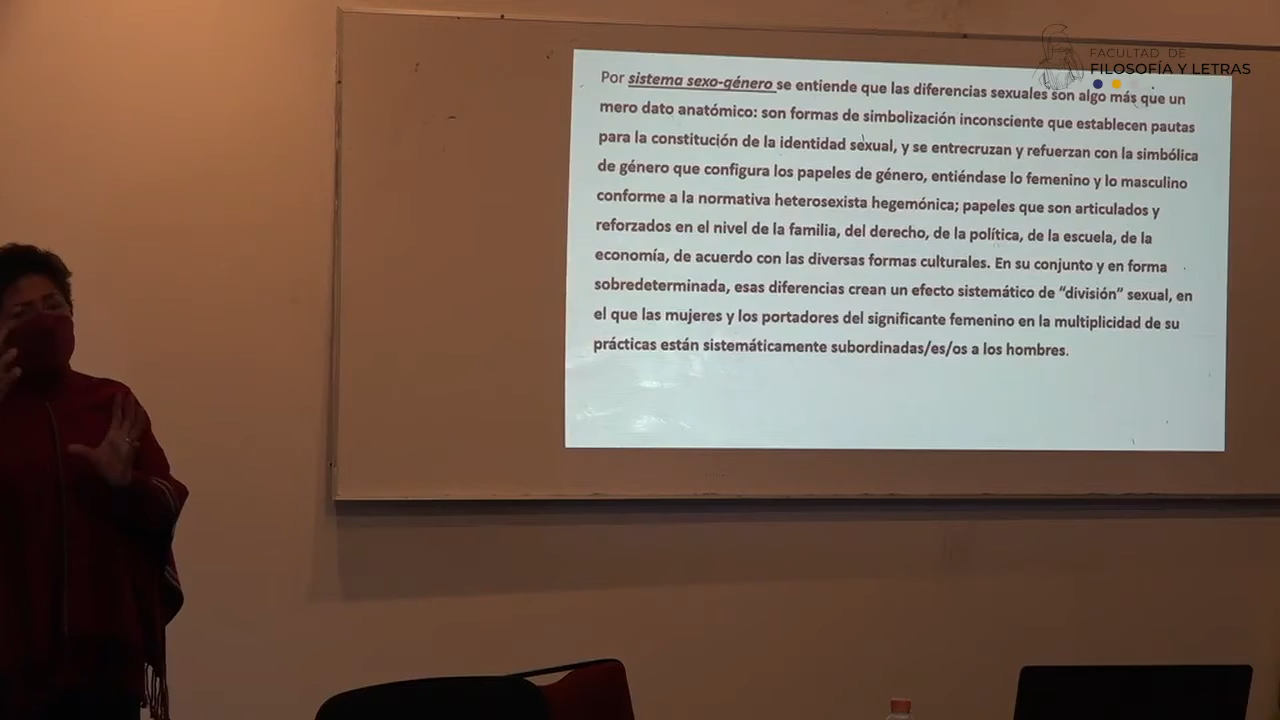 FACULTAD DE
FILOSOFÍA Y LETRAS
Por sistema sexo-género se entiende que las diferencias sexuales son algo más que un
mero dato anatómico: son formas de simbolización inconsciente que establecen pautas
para la constitución de la identidad sexual, y se entrecruzan y refuerzan con la simbólica
de género que configura los papeles de género, entiéndase lo femenino y lo masculino
conforme a la normativa heterosexista hegemónica; papeles que son articulados y
reforzados en el nivel de la familia, del derecho, de la política, de la escuela, de la
economía, de acuerdo con las diversas formas culturales. En su conjunto y en forma
sobredeterminada, esas diferencias crean un efecto sistemático de “división” sexual, en
el que las mujeres y los portadores del significante femenino en la multiplicidad de su
prácticas están sistemáticamente subordinadas/es/os a los hombres.